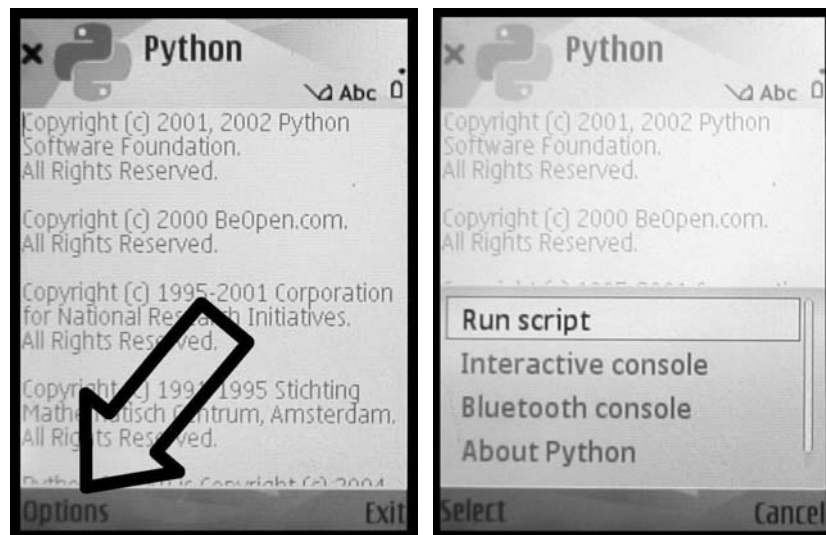 Python
Abc
Copyright (c) 2001, 2002 Python
Software Foundation.
All Rights Reserved.
Copyright (c) 2000 BeOpen.com.
All Rights Reserved.
Copyright (c) 1995-2001 Corporation
for National Research Initiatives.
All Rights Reserved.
Copyright (c) 1991-1995 Stichting
Mathematisch Centrum, Amsterdam.
All Rights Reserved.
Copyright (c) 2004
Options Exit
Python
Abc
Copyright (c) 2001, 2002 Python
Software Foundation.
All Rights Reserved.
Copyright (c) 2000 BeOpen.com.
All Rights Reserved.
Run script
Interactive console
Bluetooth console
About Python
Select Cancel